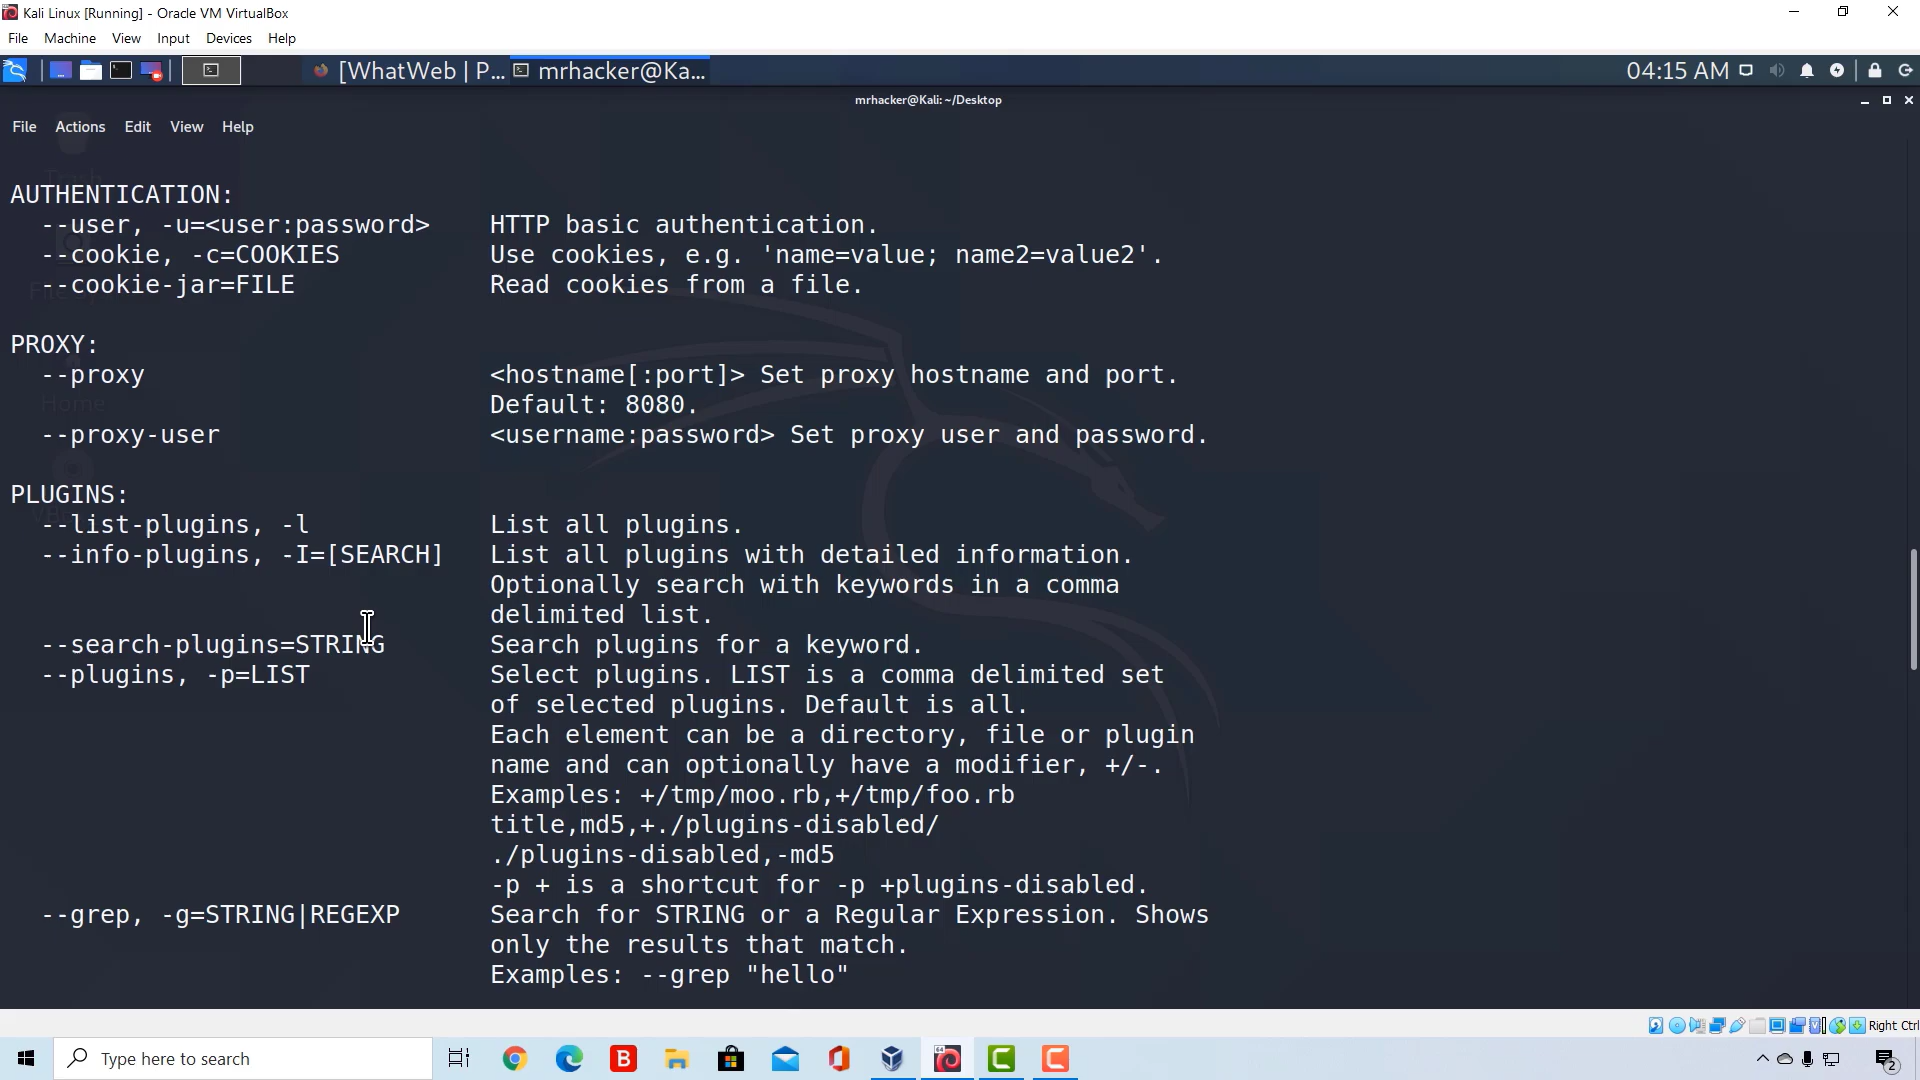 Kali Linux [Running] - Oracle VM VirtualBox
File Machine View Input Devices Help
[WhatWeb | P... mrhacker@Ka... 04:15 AM
mrhacker@Kali: ~/Desktop
File Actions Edit View Help
Trash
AUTHENTICATION:
--user, -u=<user:password> HTTP basic authentication.
--cookie, -c=COOKIES Use cookies, e.g. 'name=value; name2=value2'.
--cookie-jar=FILE Read cookies from a file.
PROXY:
--proxy <hostname[:port]> Set proxy hostname and port.
Home
Default: 8080.
--proxy-user <username:password> Set proxy user and password.
PLUGINS:
--list-plugins, -l List all plugins.
--info-plugins, -I=[SEARCH] List all plugins with detailed information.
Optionally search with keywords in a comma
delimited list.
--search-plugins=STRING Search plugins for a keyword.
--plugins, -p=LIST Select plugins. LIST is a comma delimited set
of selected plugins. Default is all.
Each element can be a directory, file or plugin
name and can optionally have a modifier, +/-.
Examples: +/tmp/moo.rb,+/tmp/foo.rb
title,md5,+./plugins-disabled/
./plugins-disabled,-md5
-p + is a shortcut for -p +plugins-disabled.
--grep, -g=STRING|REGEXP Search for STRING or a Regular Expression. Shows
only the results that match.
Examples: --grep "hello"
Right Ctrl
Type here to search
B
2